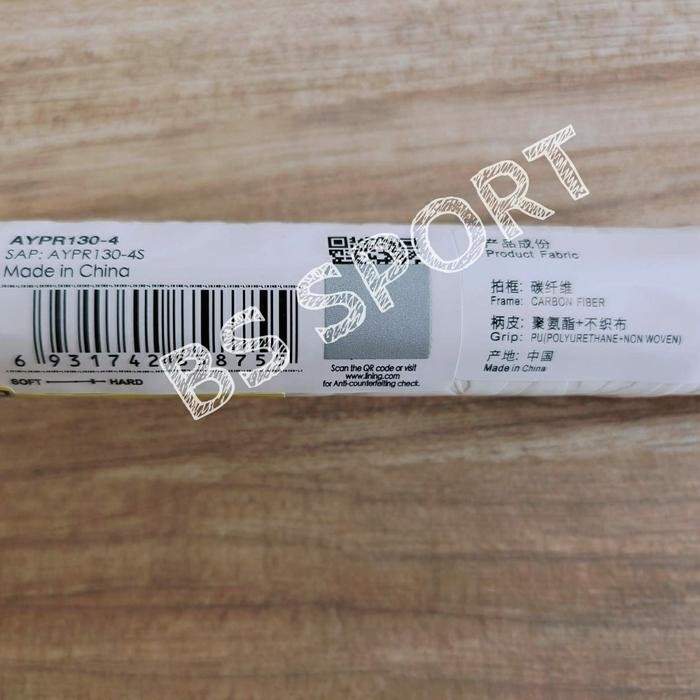 AYPR130-4
SAP: AYPR130-4S
Made in China
SOFT HARD
Scan the QR code or visit
www.lining.com
for Anti-counterfeiting check.
产品成份
Product Fabric
拍框: 碳纤维
Frame: CARBON FIBER
柄皮: 聚氨酯+不织布
Grip: PU(POLYURETHANE+NON WOVEN)
产地: 中国
Made in China
BS SPORT